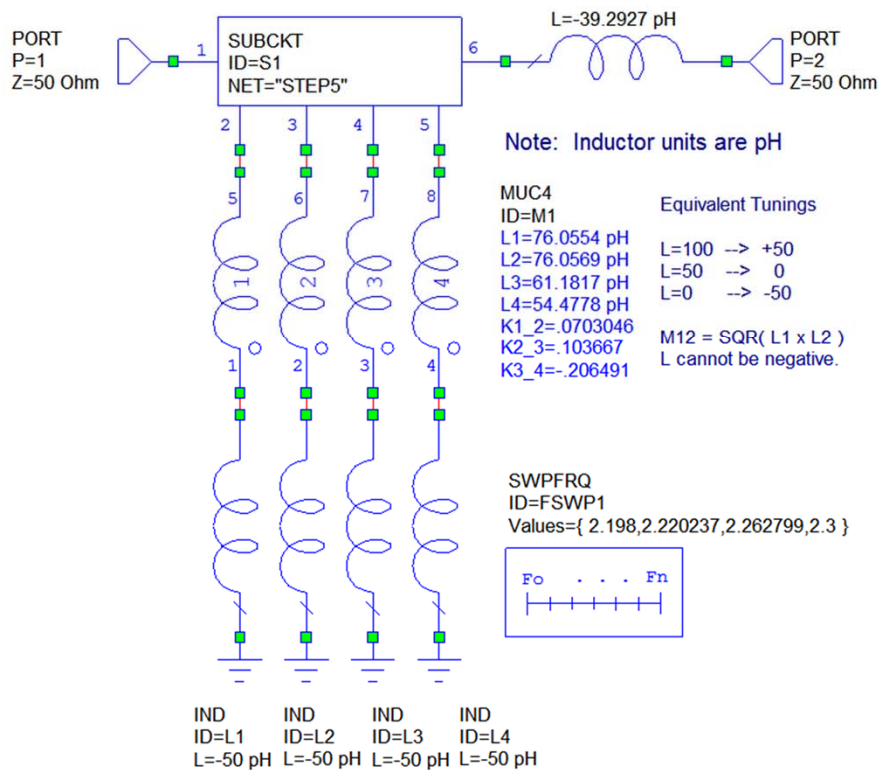 L=-39.2927 pH
PORT
P=1
Z=50 Ohm
1
SUBCKT
ID=S1
NET="STEP5"
6
PORT
P=2
Z=50 Ohm
2 3 4 5
Note: Inductor units are pH
5 6 7 8
MUC4
ID=M1
L1=76.0554 pH
L2=76.0569 pH
L3=61.1817 pH
L4=54.4778 pH
K1_2=.0703046
K2_3=.103667
K3_4=-.206491
Equivalent Tunings
L=100 --> +50
L=50 --> 0
L=0 --> -50
M12 = SQR( L1 x L2 )
L cannot be negative.
1 2 3 4
1 2 3 4
SWPFRQ
ID=FSWP1
Values={ 2.198,2.220237,2.262799,2.3 }
Fo . . . Fn
IND IND IND IND
ID=L1 ID=L2 ID=L3 ID=L4
L=-50 pH L=-50 pH L=-50 pH L=-50 pH